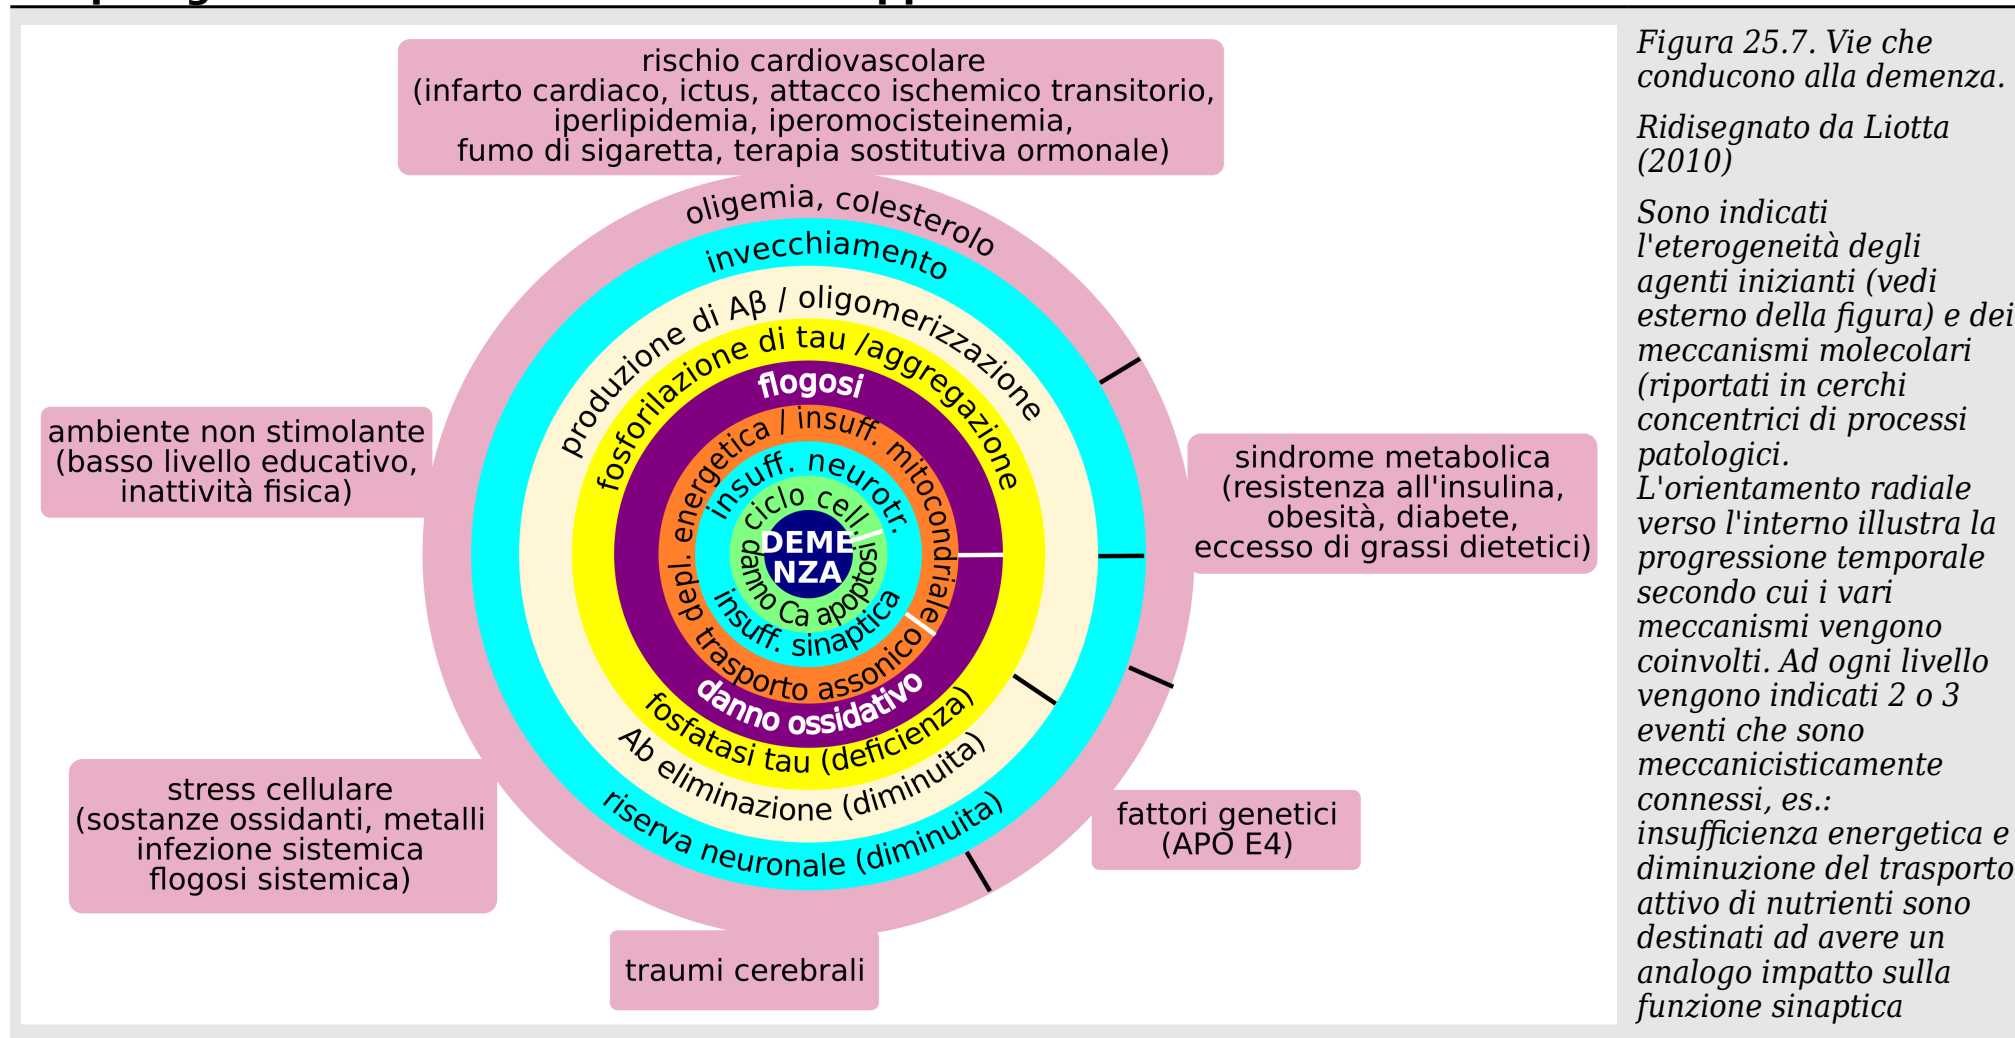 rischio cardiovascolare
(infarto cardiaco, ictus, attacco ischemico transitorio,
iperlipidemia, iperomocisteinemia,
fumo di sigaretta, terapia sostitutiva ormonale)
oligemia, colesterolo
invecchiamento
produzione di Aβ / oligomerizzazione
fosforilazione di tau /aggregazione
flogosi
depl. energetica / insuff. mitocondriale
insuff. neurotr.
ciclo cell.
DEME
NZA
danno Ca apoptosi
insuff. sinaptica
trasporto assonico
danno ossidativo
fosfatasi tau (deficienza)
Ab eliminazione (diminuita)
riserva neuronale (diminuita)
ambiente non stimolante
(basso livello educativo,
inattività fisica)
sindrome metabolica
(resistenza all'insulina,
obesità, diabete,
eccesso di grassi dietetici)
stress cellulare
(sostanze ossidanti, metalli
infezione sistemica
flogosi sistemica)
fattori genetici
(APO E4)
traumi cerebrali
Figura 25.7. Vie che
conducono alla demenza.
Ridisegnato da Liotta
(2010)
Sono indicati
l'eterogeneità degli
agenti inizianti (vedi
esterno della figura) e dei
meccanismi molecolari
(riportati in cerchi
concentrici di processi
patologici.
L'orientamento radiale
verso l'interno illustra la
progressione temporale
secondo cui i vari
meccanismi vengono
coinvolti. Ad ogni livello
vengono indicati 2 o 3
eventi che sono
meccanicisticamente
connessi, es.:
insufficienza energetica e
diminuzione del trasporto
attivo di nutrienti sono
destinati ad avere un
analogo impatto sulla
funzione sinaptica